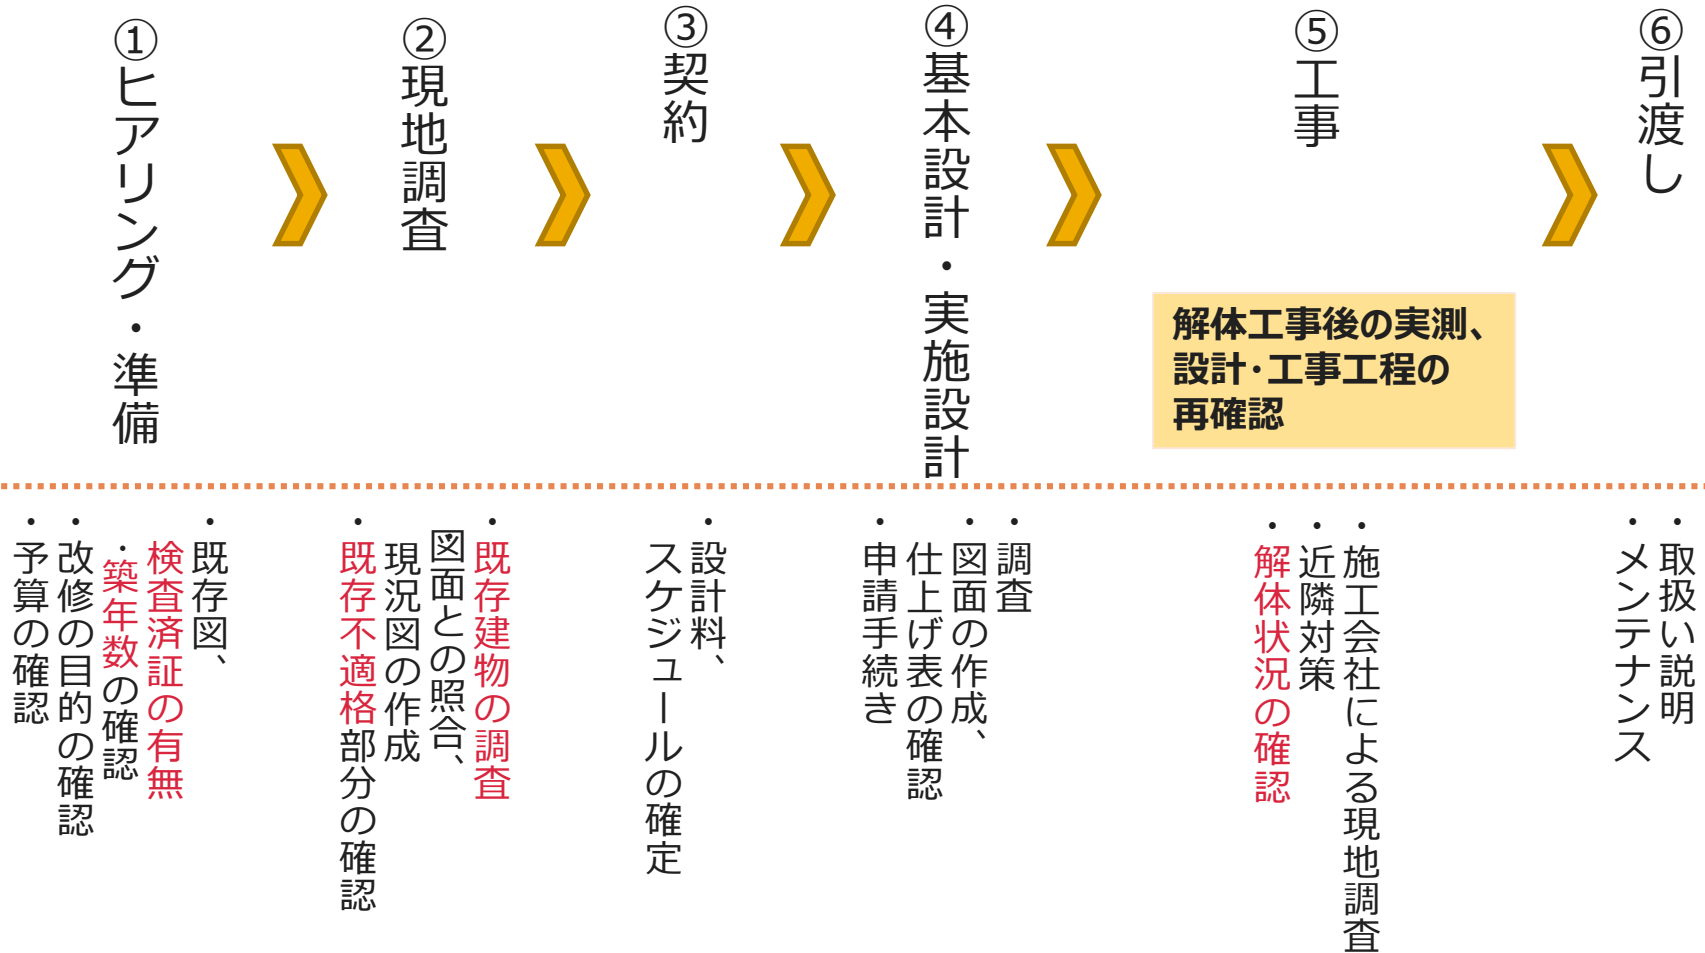 ①ヒアリング・準備
②現地調査
③契約
④基本設計・実施設計
⑤工事
⑥引渡し
解体工事後の実測、
設計・工事工程の
再確認
・既存図、
検査済証の有無
・築年数の確認
・改修の目的の確認
・予算の確認
・既存建物の調査
図面との照合、
現況図の作成
・既存不適格部分の確認
・設計料、
スケジュールの確定
・調査
・図面の作成、
仕上げ表の確認
・申請手続き
・施工会社による現地調査
・近隣対策
・解体状況の確認
・取扱い説明
・メンテナンス